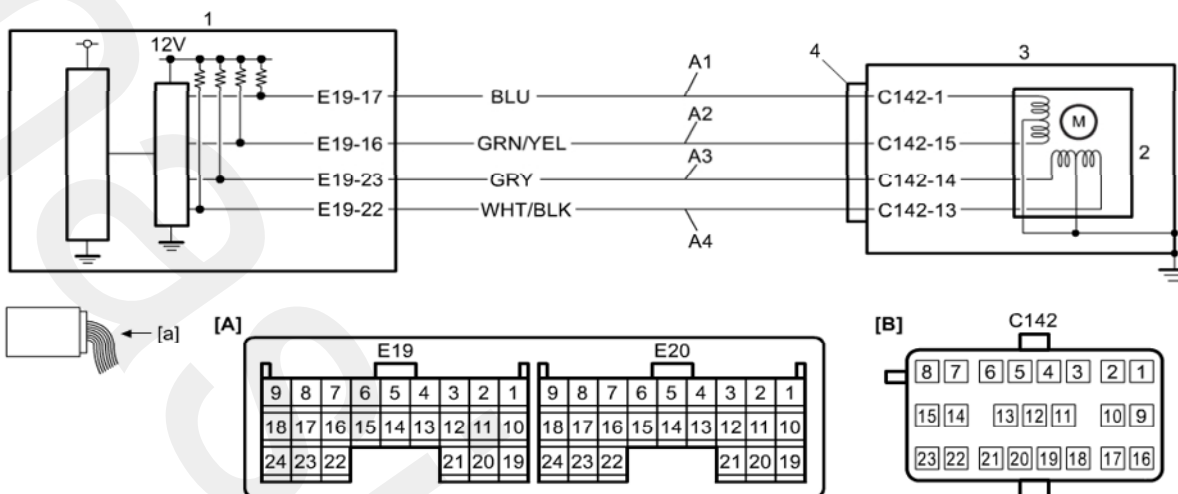 1
12V
3
4
A1
E19-17 BLU C142-1
M
A2
E19-16 GRN/YEL C142-15
2
A3
E19-23 GRY C142-14
E19-22 WHT/BLK C142-13
A4
[a]
[A]
E19 E20
9 8 7 6 5 4 3 2 1 9 8 7 6 5 4 3 2 1
18 17 16 15 14 13 12 11 10 18 17 16 15 14 13 12 11 10
24 23 22 21 20 19 24 23 22 21 20 19
[B]
C142
8 7 6 5 4 3 2 1
15 14 13 12 11 10 9
23 22 21 20 19 18 17 16